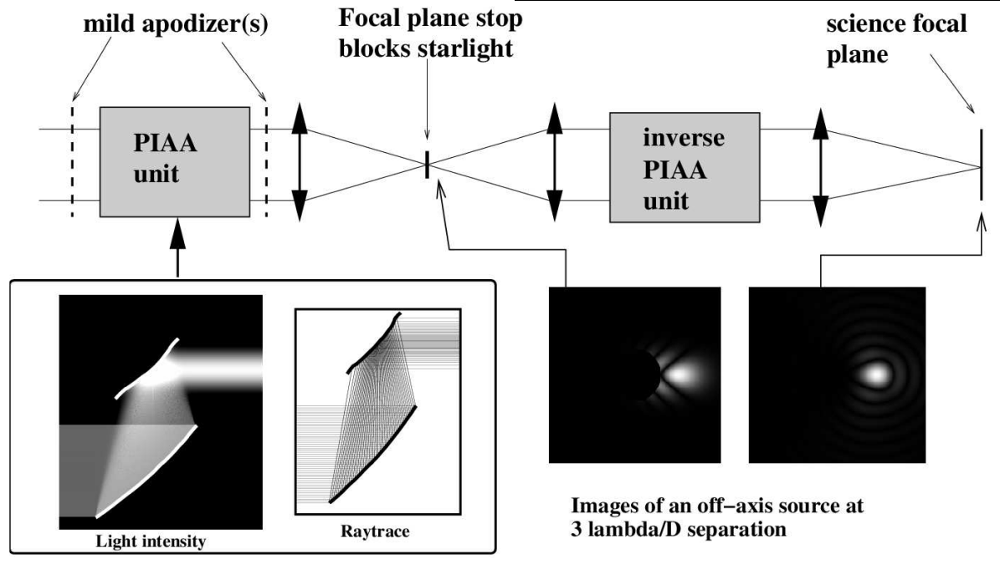 mild apodizer(s)
Focal plane stop
blocks starlight
science focal
plane
PIAA
unit
inverse
PIAA
unit
Light intensity
Raytrace
Images of an off−axis source at
3 lambda/D separation